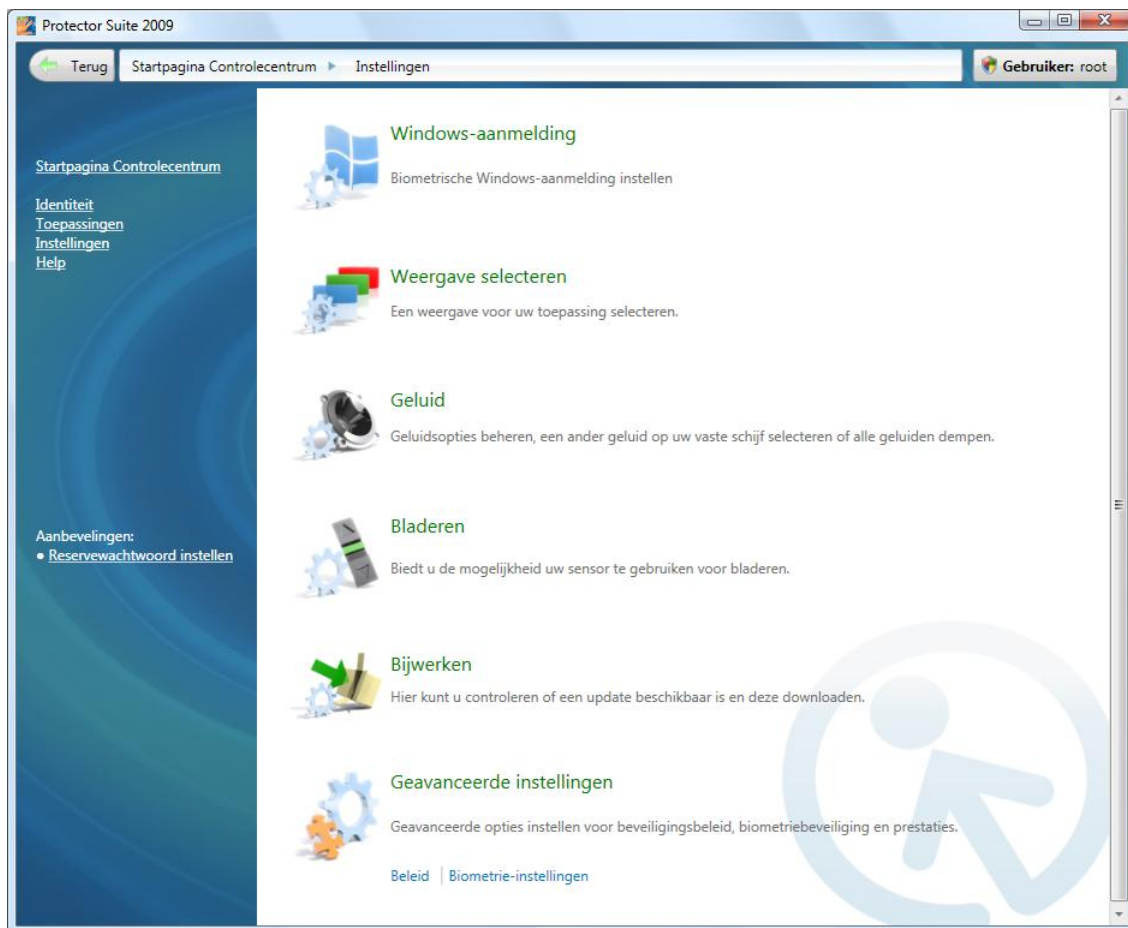 Protector Suite 2009
Terug
Startpagina Controlecentrum
Instellingen
Gebruiker: root
Startpagina Controlecentrum
Identiteit
Toepassingen
Instellingen
Help
Aanbevelingen:
• Reservewachtwoord instellen
Windows-aanmelding
Biometrische Windows-aanmelding instellen
Weergave selecteren
Een weergave voor uw toepassing selecteren.
Geluid
Geluidsopties beheren, een ander geluid op uw vaste schijf selecteren of alle geluiden dempen.
Bladeren
Biedt u de mogelijkheid uw sensor te gebruiken voor bladeren.
Bijwerken
Hier kunt u controleren of een update beschikbaar is en deze downloaden.
Geavanceerde instellingen
Geavanceerde opties instellen voor beveiligingsbeleid, biometriebeveiliging en prestaties.
Beleid | Biometrie-instellingen